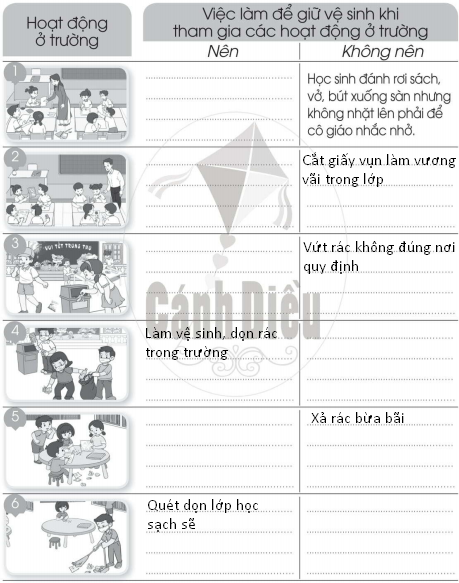 Hoạt động
ở trường
Việc làm để giữ vệ sinh khi
tham gia các hoạt động ở trường
Nên
Không nên
1
Học sinh đánh rơi sách,
vở, bút xuống sàn nhưng
không nhặt lên phải để
cô giáo nhắc nhở.
2
Cắt giấy vụn làm vương
vãi trong lớp
3
VUI TẾT TRUNG THU
Vứt rác không đúng nơi
quy định
Cánh Diều
4
Làm vệ sinh, dọn rác
trong trường
5
Xả rác bừa bãi
6
Quét dọn lớp học
sạch sẽ